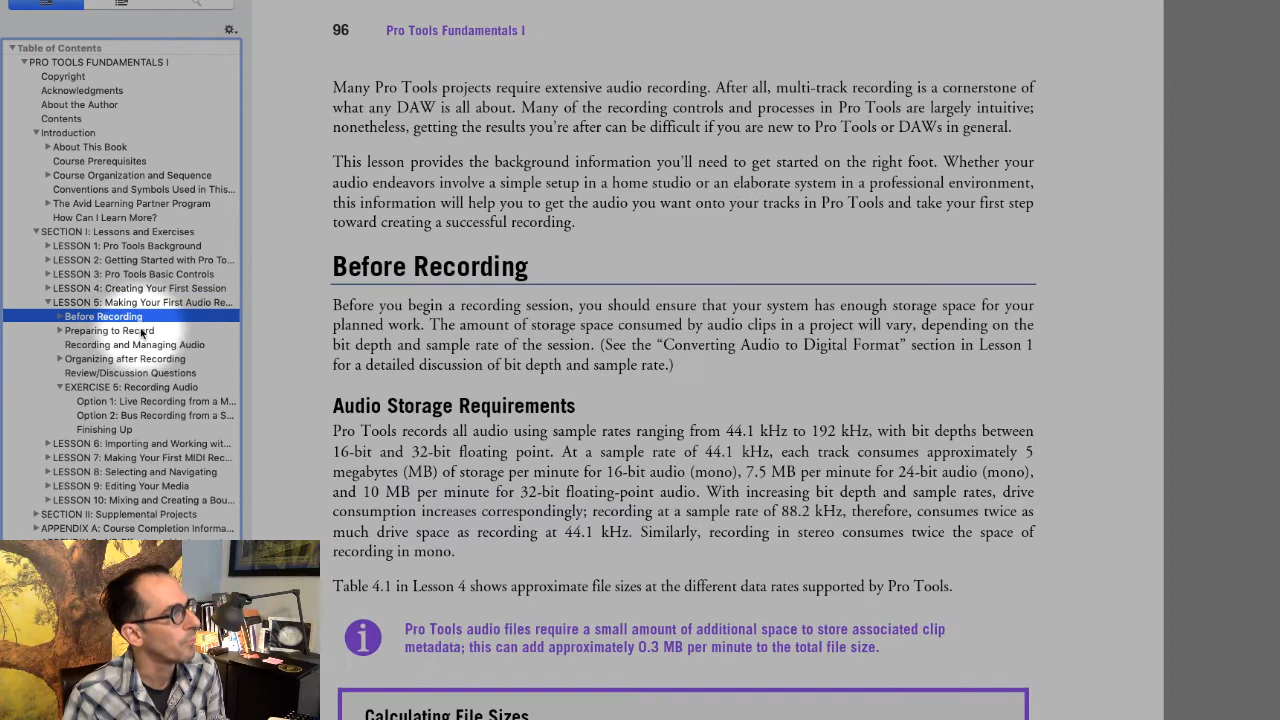 Table of Contents
PRO TOOLS FUNDAMENTALS I
Copyright
Acknowledgments
About the Author
Contents
Introduction
About This Book
Course Prerequisites
Course Organization and Sequence
Conventions and Symbols Used in This...
The Avid Learning Partner Program
How Can I Learn More?
SECTION I: Lessons and Exercises
LESSON 1: Pro Tools Background
LESSON 2: Getting Started with Pro To...
LESSON 3: Pro Tools Basic Controls
LESSON 4: Creating Your First Session
LESSON 5: Making Your First Audio Re...
Before Recording
Preparing to Record
Recording and Managing Audio
Organizing after Recording
Review/Discussion Questions
EXERCISE 5: Recording Audio
Option 1: Live Recording from a M...
Option 2: Bus Recording from a S...
Finishing Up
LESSON 6: Importing and Working wit...
LESSON 7: Making Your First MIDI Rec...
LESSON 8: Selecting and Navigating
LESSON 9: Editing Your Media
LESSON 10: Mixing and Creating a Bou...
SECTION II: Supplemental Projects
APPENDIX A: Course Completion Informa...
96 Pro Tools Fundamentals I
Many Pro Tools projects require extensive audio recording. After all, multi-track recording is a cornerstone of
what any DAW is all about. Many of the recording controls and processes in Pro Tools are largely intuitive;
nonetheless, getting the results you're after can be difficult if you are new to Pro Tools or DAWs in general.
This lesson provides the background information you'll need to get started on the right foot. Whether your
audio endeavors involve a simple setup in a home studio or an elaborate system in a professional environment,
this information will help you to get the audio you want onto your tracks in Pro Tools and take your first step
toward creating a successful recording.
Before Recording
Before you begin a recording session, you should ensure that your system has enough storage space for your
planned work. The amount of storage space consumed by audio clips in a project will vary, depending on the
bit depth and sample rate of the session. (See the “Converting Audio to Digital Format” section in Lesson 1
for a detailed discussion of bit depth and sample rate.)
Audio Storage Requirements
Pro Tools records all audio using sample rates ranging from 44.1 kHz to 192 kHz, with bit depths between
16-bit and 32-bit floating point. At a sample rate of 44.1 kHz, each track consumes approximately 5
megabytes (MB) of storage per minute for 16-bit audio (mono), 7.5 MB per minute for 24-bit audio (mono),
and 10 MB per minute for 32-bit floating-point audio. With increasing bit depth and sample rates, drive
consumption increases correspondingly; recording at a sample rate of 88.2 kHz, therefore, consumes twice as
much drive space as recording at 44.1 kHz. Similarly, recording in stereo consumes twice the space of
recording in mono.
Table 4.1 in Lesson 4 shows approximate file sizes at the different data rates supported by Pro Tools.
Pro Tools audio files require a small amount of additional space to store associated clip
metadata; this can add approximately 0.3 MB per minute to the total file size.
Calculating File Sizes